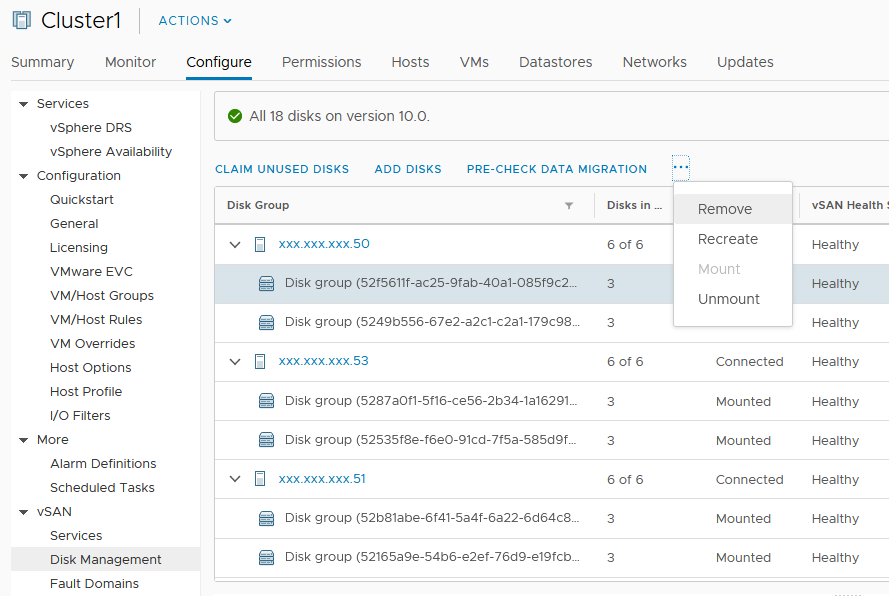 Cluster1 ACTIONS
Summary Monitor Configure Permissions Hosts VMs Datastores Networks Updates
Services
vSphere DRS
vSphere Availability
Configuration
Quickstart
General
Licensing
VMware EVC
VM/Host Groups
VM/Host Rules
VM Overrides
Host Options
Host Profile
I/O Filters
More
Alarm Definitions
Scheduled Tasks
vSAN
Services
Disk Management
Fault Domains
All 18 disks on version 10.0.
CLAIM UNUSED DISKS ADD DISKS PRE-CHECK DATA MIGRATION ...
Remove
Recreate
Mount
Unmount
Disk Group Disks in ... vSAN Health S
xxx.xxx.xxx.50 6 of 6 Healthy
Disk group (52f5611f-ac25-9fab-40a1-085f9c2... 3 Healthy
Disk group (5249b556-67e2-a2c1-c2a1-179c98... 3 Healthy
xxx.xxx.xxx.53 6 of 6 Connected Healthy
Disk group (5287a0f1-5f16-ce56-2b34-1a16291... 3 Mounted Healthy
Disk group (52535f8e-f6e0-91cd-7f5a-585d9f... 3 Mounted Healthy
xxx.xxx.xxx.51 6 of 6 Connected Healthy
Disk group (52b81abe-6f41-5a4f-6a22-6d64c8... 3 Mounted Healthy
Disk group (52165a9e-54b6-e2ef-76d9-e19fcb... 3 Mounted Healthy